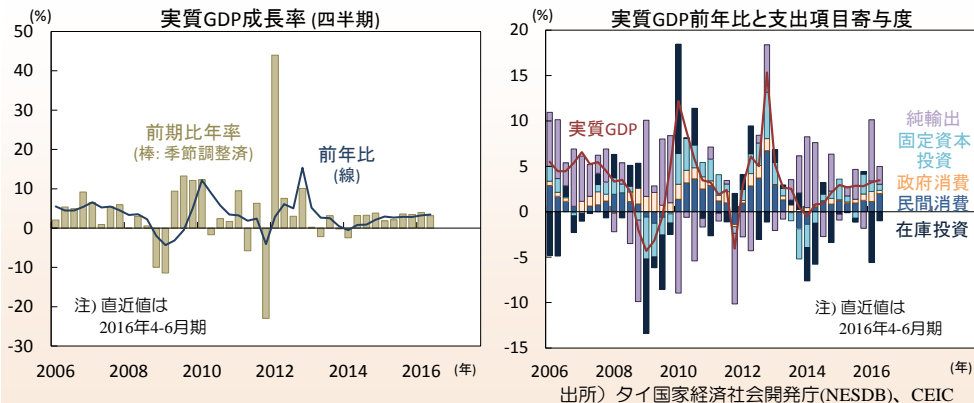 実質GDP成長率 (四半期)
(%)
50
40
30
20
10
0
-10
-20
-30
前期比年率
(棒: 季節調整済)
前年比
(線)
注) 直近値は
2016年4-6月期
2006 2008 2010 2012 2014 2016 (年)
実質GDP前年比と支出項目寄与度
(%)
20
15
10
5
0
-5
-10
-15
実質GDP
純輸出
固定資本
投資
政府消費
民間消費
在庫投資
注) 直近値は
2016年4-6月期
2006 2008 2010 2012 2014 2016
(年)
出所）タイ国家経済社会開発庁(NESDB)、CEIC